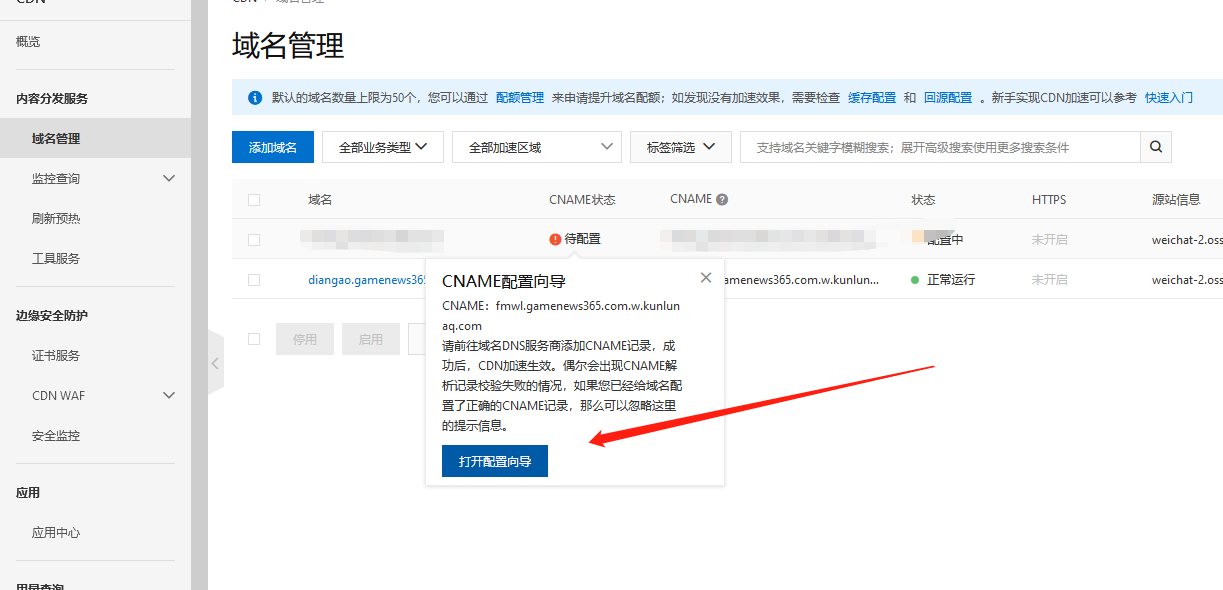 CDN
CDN 域名管理
概览
内容分发服务
域名管理
监控查询
刷新预热
工具服务
边缘安全防护
证书服务
CDN WAF
安全监控
应用
应用中心
用量查询
域名管理
默认的域名数量上限为50个，您可以通过 配额管理 来申请提升域名配额；如发现没有加速效果，需要检查 缓存配置 和 回源配置 。新手实现CDN加速可以参考 快速入门
添加域名 全部业务类型 全部加速区域 标签筛选 支持域名关键字模糊搜索；展开高级搜索使用更多搜索条件
域名 CNAME状态 CNAME 状态 HTTPS 源站信息
待配置 配置中 未开启 weichat-2.oss
diangao.gamenews365 amenews365.com.w.kunlun... 正常运行 未开启 weichat-2.oss
停用 启用
CNAME配置向导
CNAME：fmwl.gamenews365.com.w.kunlun
aq.com
请前往域名DNS服务商添加CNAME记录，成
功后，CDN加速生效。偶尔会出现CNAME解
析记录校验失败的情况，如果您已经给域名配
置了正确的CNAME记录，那么可以忽略这里
的提示信息。
打开配置向导